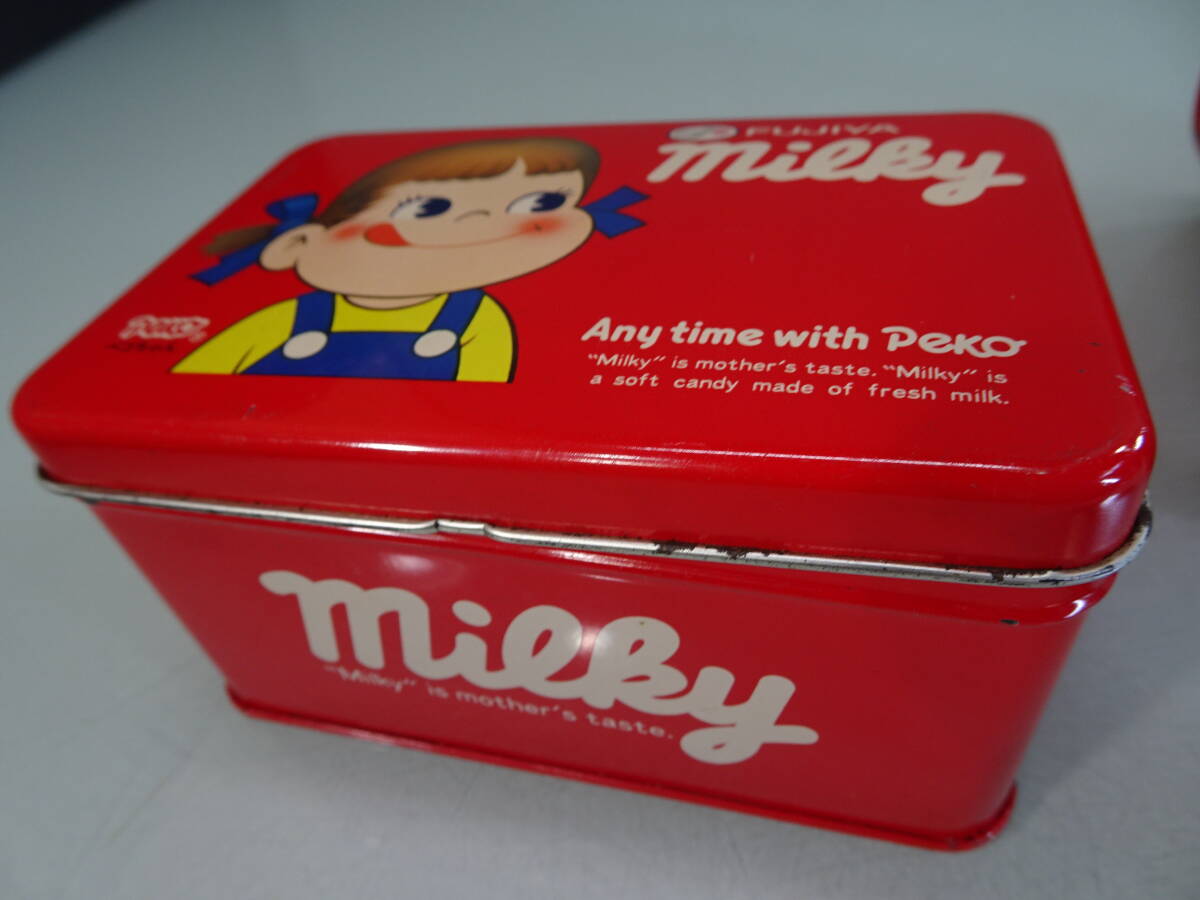 FUJIYA
Milky
Peko
Any time with Peko
"Milky" is mother's taste. "Milky" is
a soft candy made of fresh milk.
Milky
"Milky" is mother's taste.